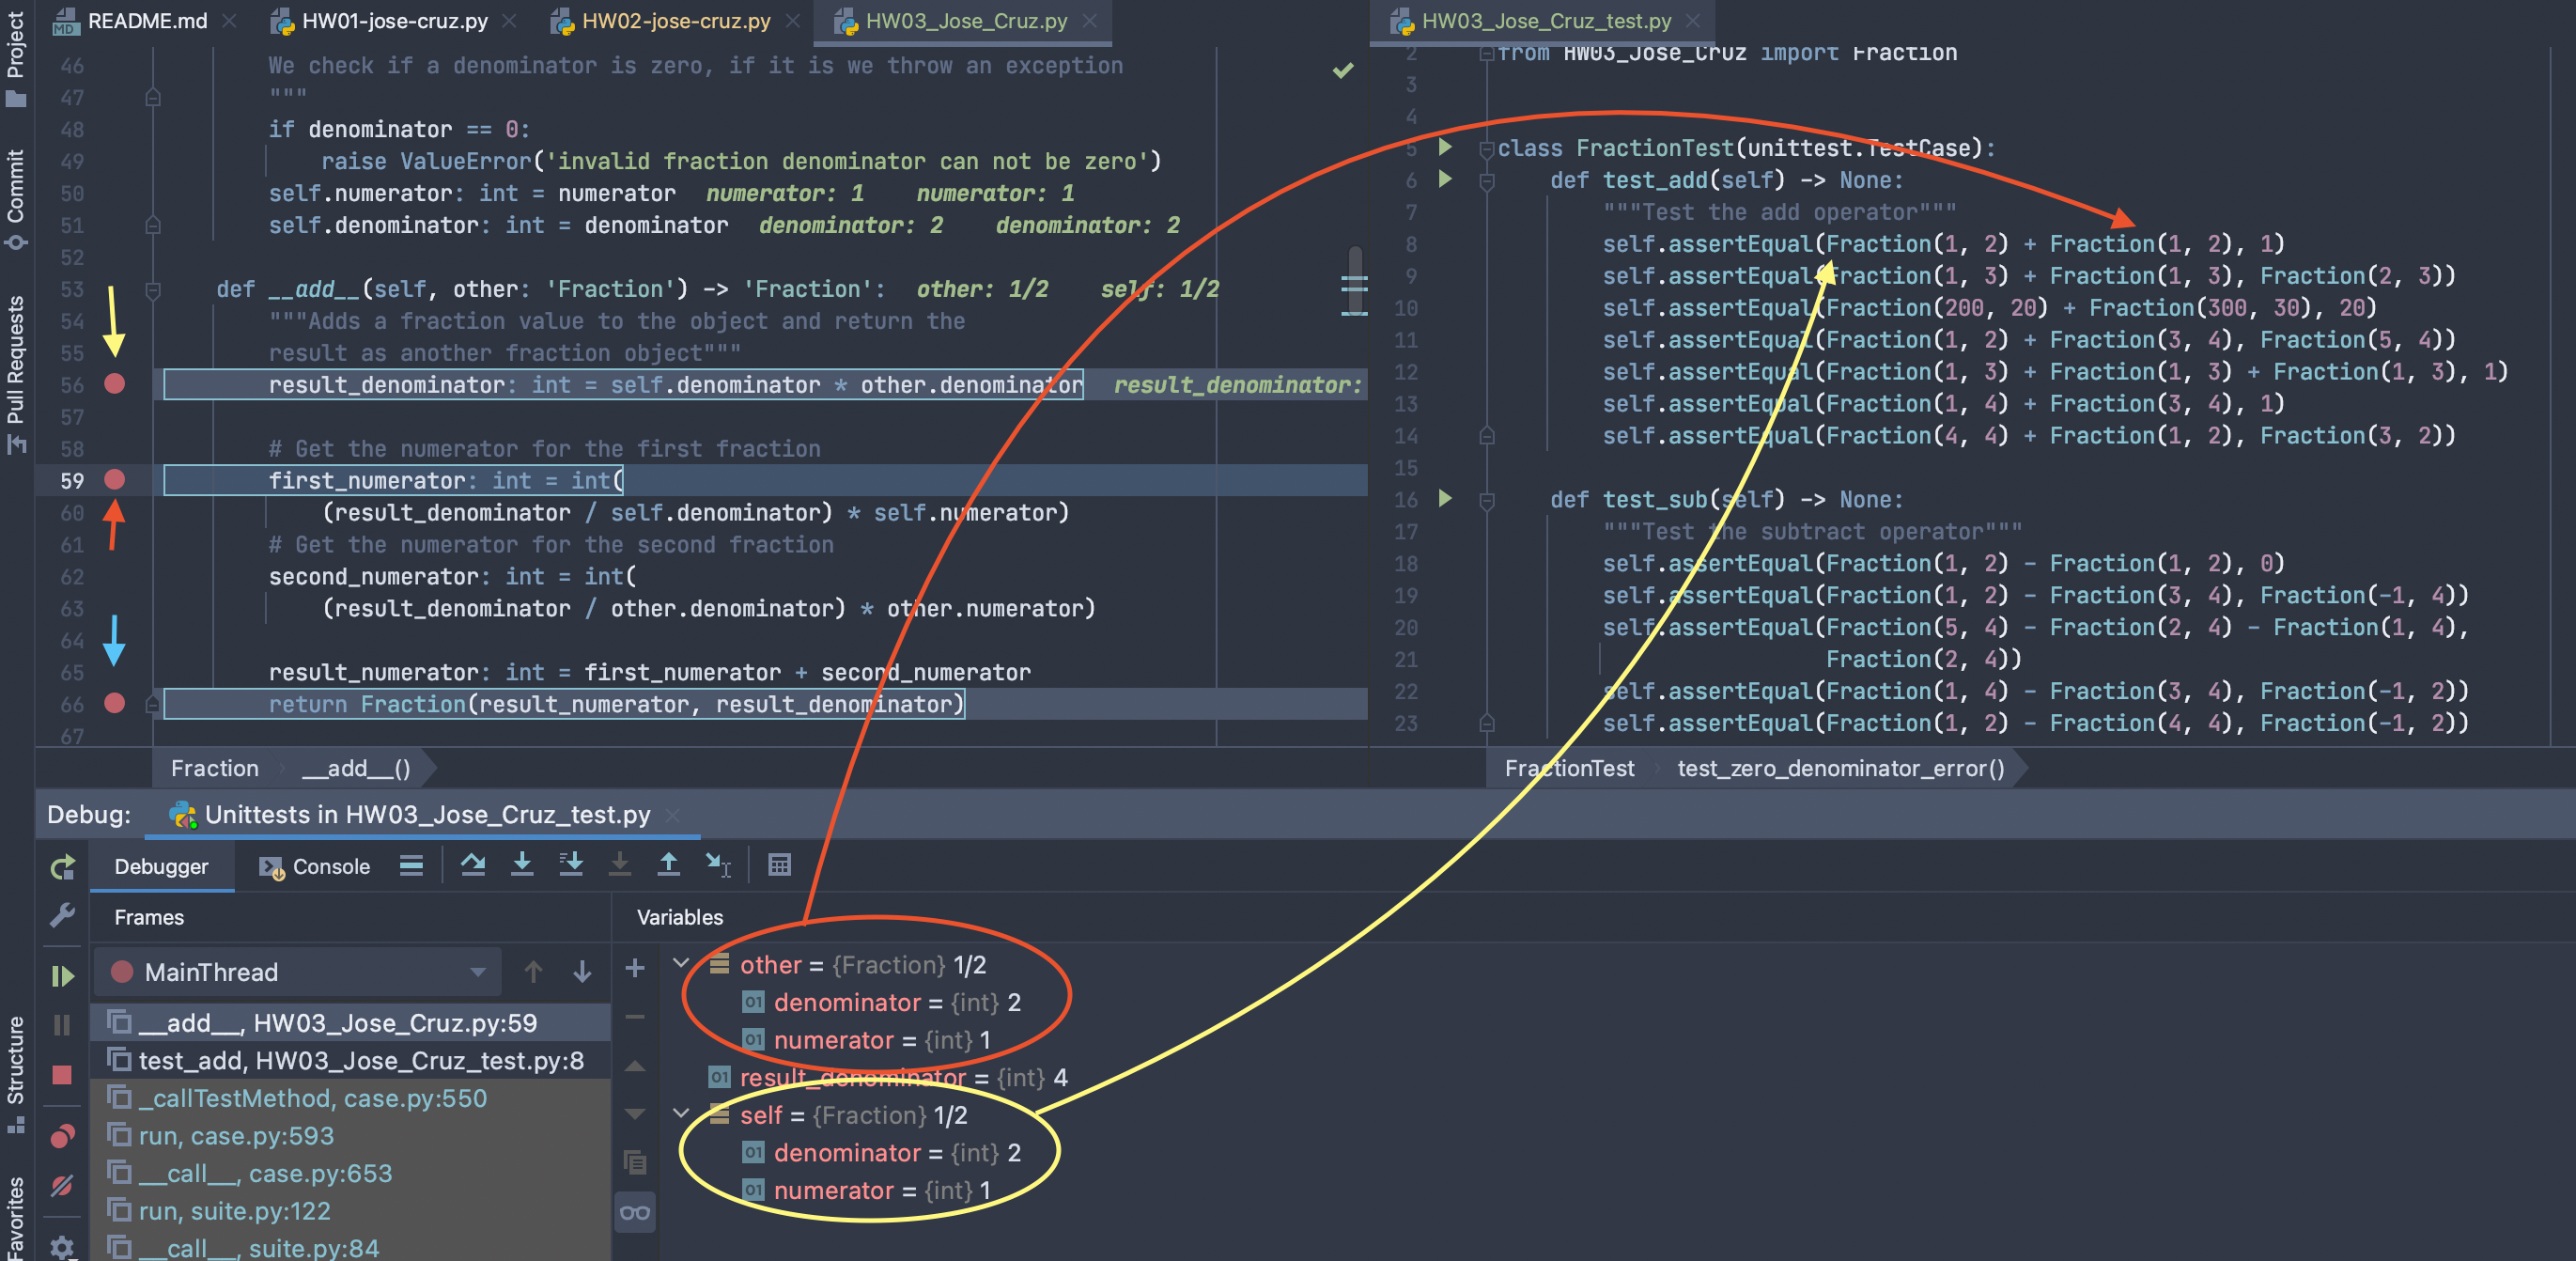 README.md
HW01-jose-cruz.py
HW02-jose-cruz.py
HW03_Jose_Cruz.py
HW03_Jose_Cruz_test.py
Project
Commit
Pull Requests
Structure
Favorites
46 We check if a denominator is zero, if it is we throw an exception
47 """
48 if denominator == 0:
49 raise ValueError('invalid fraction denominator can not be zero')
50 self.numerator: int = numerator numerator: 1 numerator: 1
51 self.denominator: int = denominator denominator: 2 denominator: 2
52
53 def __add__(self, other: 'Fraction') -> 'Fraction': other: 1/2 self: 1/2
54 """Adds a fraction value to the object and return the
55 result as another fraction object"""
56 result_denominator: int = self.denominator * other.denominator result_denominator:
57
58 # Get the numerator for the first fraction
59 first_numerator: int = int(
60 (result_denominator / self.denominator) * self.numerator)
61 # Get the numerator for the second fraction
62 second_numerator: int = int(
63 (result_denominator / other.denominator) * other.numerator)
64
65 result_numerator: int = first_numerator + second_numerator
66 return Fraction(result_numerator, result_denominator)
67
Fraction __add__()
2 from HW03_Jose_Cruz import Fraction
3
4
5 class FractionTest(unittest.TestCase):
6 def test_add(self) -> None:
7 """Test the add operator"""
8 self.assertEqual(Fraction(1, 2) + Fraction(1, 2), 1)
9 self.assertEqual(Fraction(1, 3) + Fraction(1, 3), Fraction(2, 3))
10 self.assertEqual(Fraction(200, 20) + Fraction(300, 30), 20)
11 self.assertEqual(Fraction(1, 2) + Fraction(3, 4), Fraction(5, 4))
12 self.assertEqual(Fraction(1, 3) + Fraction(1, 3) + Fraction(1, 3), 1)
13 self.assertEqual(Fraction(1, 4) + Fraction(3, 4), 1)
14 self.assertEqual(Fraction(4, 4) + Fraction(1, 2), Fraction(3, 2))
15
16 def test_sub(self) -> None:
17 """Test the subtract operator"""
18 self.assertEqual(Fraction(1, 2) - Fraction(1, 2), 0)
19 self.assertEqual(Fraction(1, 2) - Fraction(3, 4), Fraction(-1, 4))
20 self.assertEqual(Fraction(5, 4) - Fraction(2, 4) - Fraction(1, 4),
21 Fraction(2, 4))
22 self.assertEqual(Fraction(1, 4) - Fraction(3, 4), Fraction(-1, 2))
23 self.assertEqual(Fraction(1, 2) - Fraction(4, 4), Fraction(-1, 2))
FractionTest test_zero_denominator_error()
Debug: Unittests in HW03_Jose_Cruz_test.py
Debugger Console
Frames
MainThread
__add__, HW03_Jose_Cruz.py:59
test_add, HW03_Jose_Cruz_test.py:8
_callTestMethod, case.py:550
run, case.py:593
__call__, case.py:653
run, suite.py:122
__call__, suite.py:84
Variables
other = {Fraction} 1/2
01 denominator = {int} 2
01 numerator = {int} 1
01 result_denominator = {int} 4
self = {Fraction} 1/2
01 denominator = {int} 2
01 numerator = {int} 1